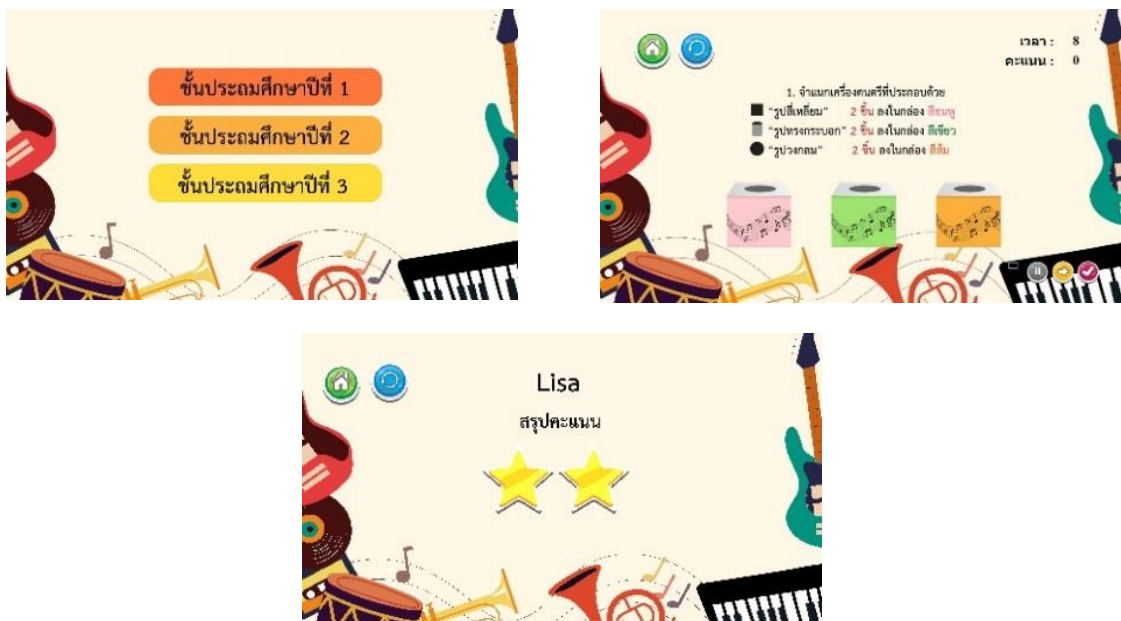 ชั้นประถมศึกษาปีที่ 1
ชั้นประถมศึกษาปีที่ 2
ชั้นประถมศึกษาปีที่ 3
เวลา : 8
คะแนน : 0
1. จำแนกเครื่องดนตรีที่ประกอบด้วย
"รูปสี่เหลี่ยม" 2 ชิ้น ลงในกล่อง สีชมพู
"รูปทรงกระบอก" 2 ชิ้น ลงในกล่อง สีเขียว
"รูปวงกลม" 2 ชิ้น ลงในกล่อง สีส้ม
Lisa
สรุปคะแนน